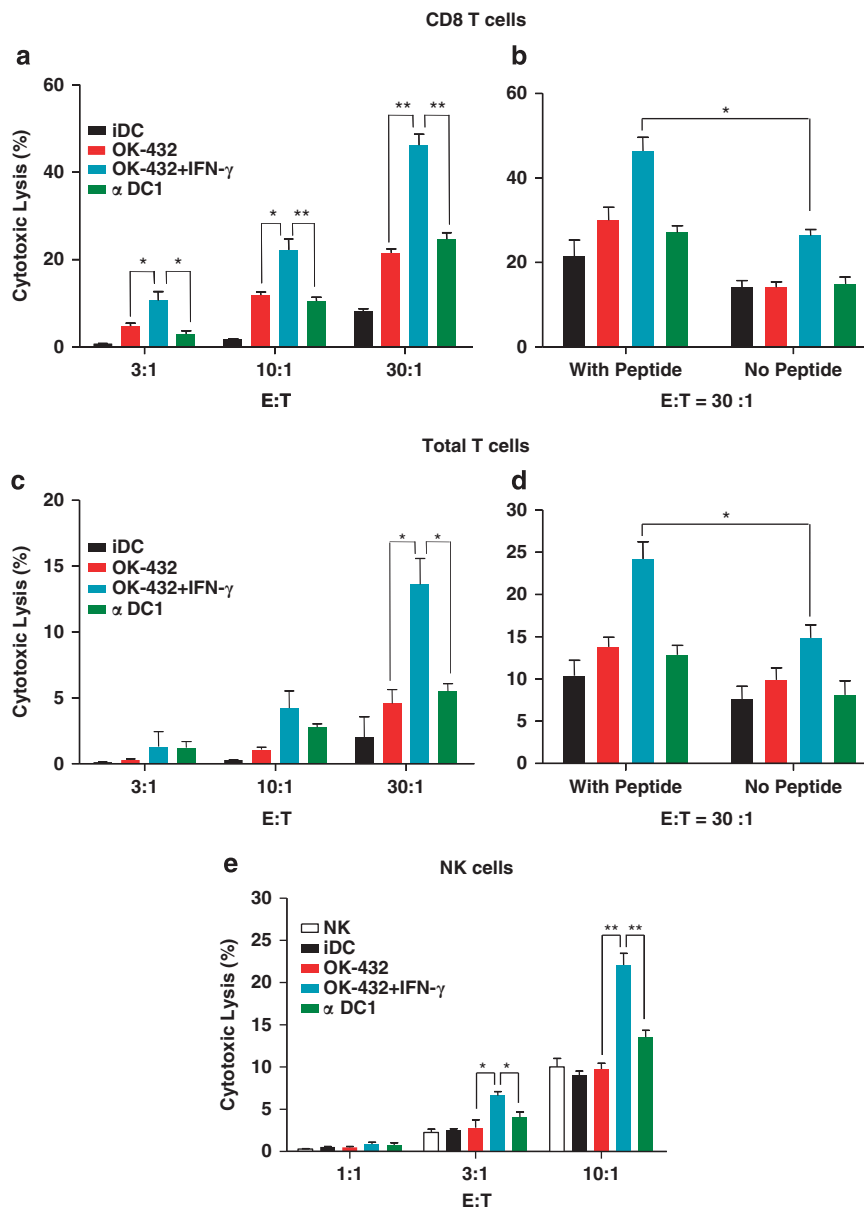 CD8 T cells
a
Cytotoxic Lysis (%)
60
40
20
0
iDC
OK-432
OK-432+IFN-γ
α DC1
* *
* **
** **
3:1 10:1 30:1
E:T
b
60
40
20
0
*
With Peptide No Peptide
E:T = 30 :1
Total T cells
c
Cytotoxic Lysis (%)
20
15
10
5
0
iDC
OK-432
OK-432+IFN-γ
α DC1
* *
3:1 10:1 30:1
E:T
d
30
25
20
15
10
5
0
*
With Peptide No Peptide
E:T = 30 :1
e
NK cells
Cytotoxic Lysis (%)
30
25
20
15
10
5
0
NK
iDC
OK-432
OK-432+IFN-γ
α DC1
* *
** **
1:1 3:1 10:1
E:T